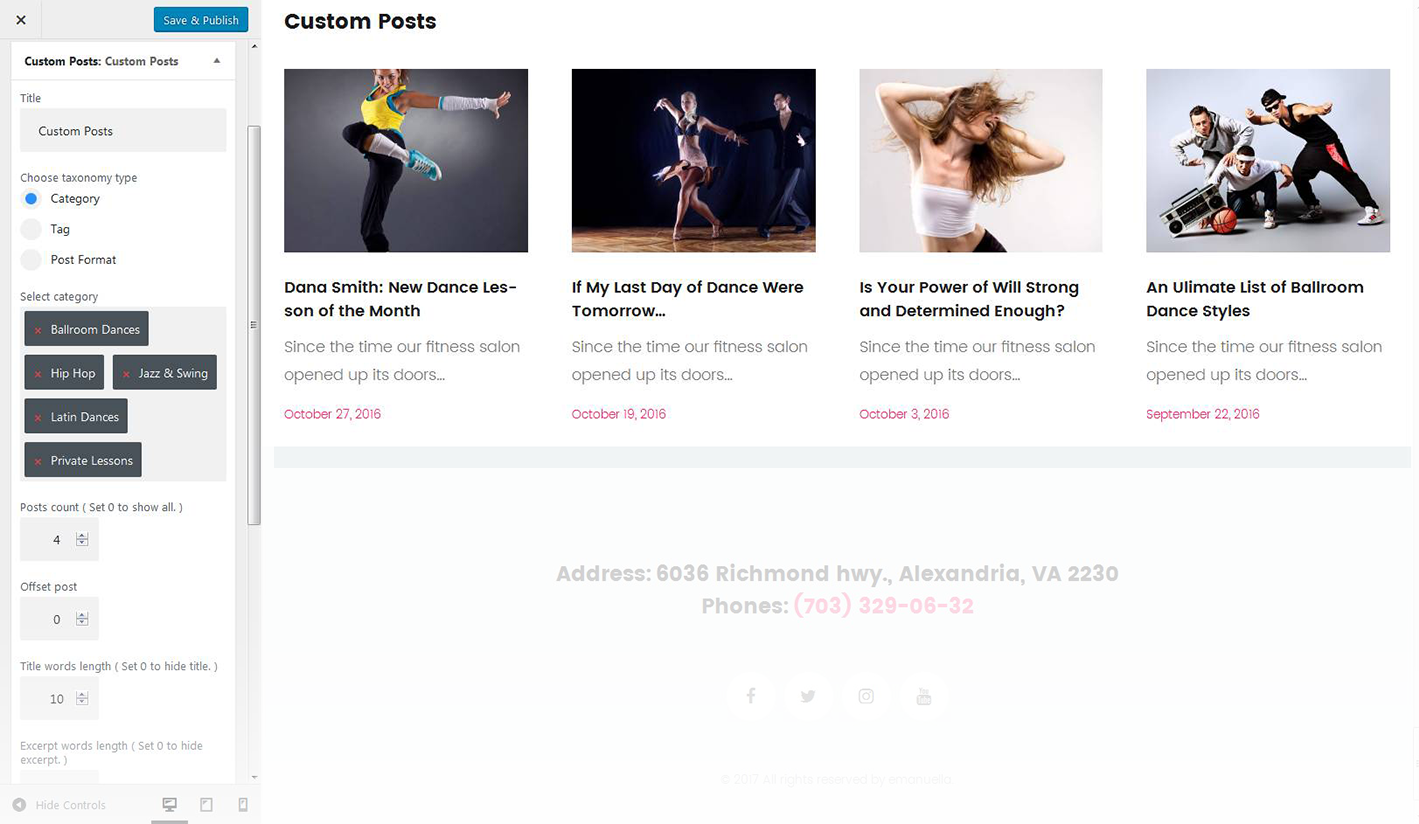 Save & Publish
Custom Posts: Custom Posts
Title
Custom Posts
Choose taxonomy type
Category
Tag
Post Format
Select category
× Ballroom Dances
× Hip Hop × Jazz & Swing
× Latin Dances
× Private Lessons
Posts count ( Set 0 to show all. )
4
Offset post
0
Title words length ( Set 0 to hide title. )
10
Excerpt words length ( Set 0 to hide
excerpt. )
Hide Controls
Custom Posts
Dana Smith: New Dance Les-
son of the Month
Since the time our fitness salon
opened up its doors...
October 27, 2016
If My Last Day of Dance Were
Tomorrow...
Since the time our fitness salon
opened up its doors...
October 19, 2016
Is Your Power of Will Strong
and Determined Enough?
Since the time our fitness salon
opened up its doors...
October 3, 2016
An Ulimate List of Ballroom
Dance Styles
Since the time our fitness salon
opened up its doors...
September 22, 2016
Address: 6036 Richmond hwy., Alexandria, VA 2230
Phones: (703) 329-06-32
You
Tube
© 2017 All rights reserved by emanuella